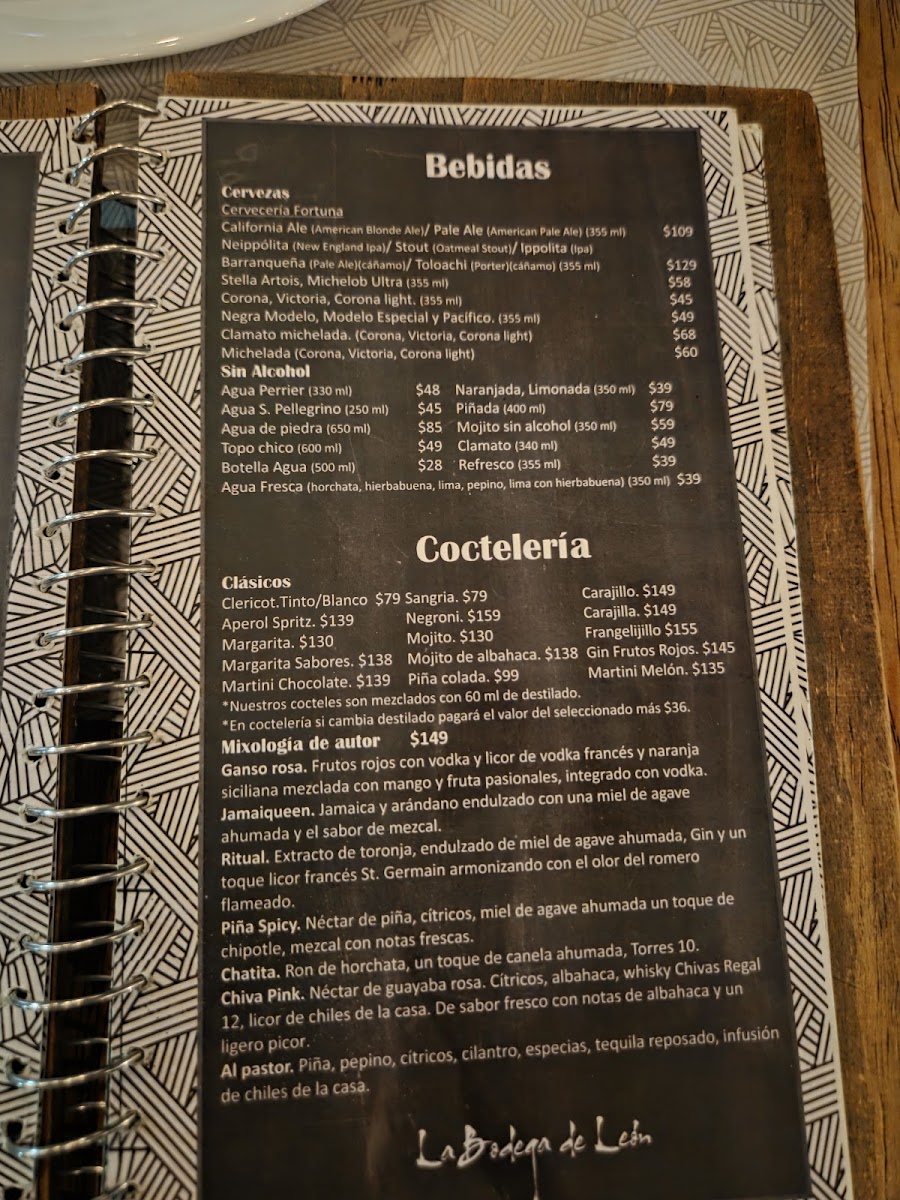 Bebidas
Cervezas
Cervecería Fortuna
California Ale (American Blonde Ale)/ Pale Ale (American Pale Ale) (355 ml) $109
Neippólita (New England Ipa)/ Stout (Oatmeal Stout)/ Ippolita (Ipa)
Barranqueña (Pale Ale)(cáñamo)/ Toloachi (Porter)(cáñamo) (355 ml) $129
Stella Artois, Michelob Ultra (355 ml) $58
Corona, Victoria, Corona light. (355 ml) $45
Negra Modelo, Modelo Especial y Pacífico. (355 ml) $49
Clamato michelada. (Corona, Victoria, Corona light) $68
Michelada (Corona, Victoria, Corona light) $60
Sin Alcohol
Agua Perrier (330 ml) $48 Naranjada, Limonada (350 ml) $39
Agua S. Pellegrino (250 ml) $45 Piñada (400 ml) $79
Agua de piedra (650 ml) $85 Mojito sin alcohol (350 ml) $59
Topo chico (600 ml) $49 Clamato (340 ml) $49
Botella Agua (500 ml) $28 Refresco (355 ml) $39
Agua Fresca (horchata, hierbabuena, lima, pepino, lima con hierbabuena) (350 ml) $39
Coctelería
Clásicos
Clericot.Tinto/Blanco $79 Sangria. $79 Carajillo. $149
Aperol Spritz. $139 Negroni. $159 Carajilla. $149
Margarita. $130 Mojito. $130 Frangelijillo $155
Margarita Sabores. $138 Mojito de albahaca. $138 Gin Frutos Rojos. $145
Martini Chocolate. $139 Piña colada. $99 Martini Melón. $135
*Nuestros cocteles son mezclados con 60 ml de destilado.
*En coctelería si cambia destilado pagará el valor del seleccionado más $36.
Mixología de autor $149
Ganso rosa. Frutos rojos con vodka y licor de vodka francés y naranja
siciliana mezclada con mango y fruta pasionales, integrado con vodka.
Jamaiqueen. Jamaica y arándano endulzado con una miel de agave
ahumada y el sabor de mezcal.
Ritual. Extracto de toronja, endulzado de miel de agave ahumada, Gin y un
toque licor francés St. Germain armonizando con el olor del romero
flameado.
Piña Spicy. Néctar de piña, cítricos, miel de agave ahumada un toque de
chipotle, mezcal con notas frescas.
Chatita. Ron de horchata, un toque de canela ahumada, Torres 10.
Chiva Pink. Néctar de guayaba rosa. Cítricos, albahaca, whisky Chivas Regal
12, licor de chiles de la casa. De sabor fresco con notas de albahaca y un
ligero picor.
Al pastor. Piña, pepino, cítricos, cilantro, especias, tequila reposado, infusión
de chiles de la casa.
La Bodega de León